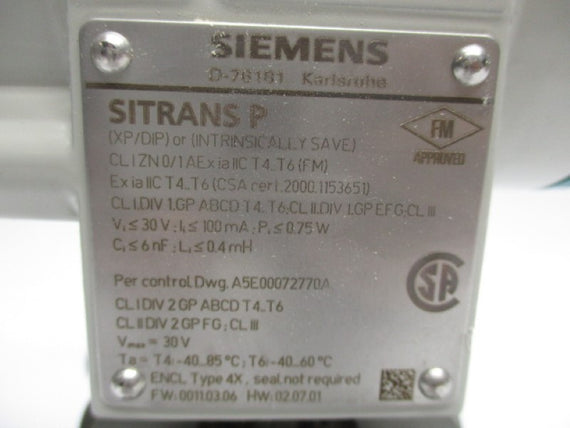 SIEMENS
D-76181 Karlsruhe
SITRANS P
(XP/DIP) or (INTRINSICALLY SAVE)
CL I ZN 0/1 AEx ia IIC T4..T6 (FM)
Ex ia IIC T4..T6 (CSA cert.2000.1153651)
CL I.DIV 1.GP ABCD T4..T6;CL II.DIV 1.GP EFG;CL III
Vᵢ ≤ 30 V ; Iᵢ ≤ 100 mA ; Pᵢ ≤ 0.75 W
Cᵢ ≤ 6 nF ; Lᵢ ≤ 0.4 mH
FM
APPROVED
Per control Dwg. A5E00072770A
CL I DIV 2 GP ABCD T4..T6
CL II DIV 2 GP FG ; CL III
Vmax = 30 V
Ta = T4:-40..85 °C ; T6:-40..60 °C
ENCL Type 4X , seal not required
FW: 0011.03.06 HW: 02.07.01
SA